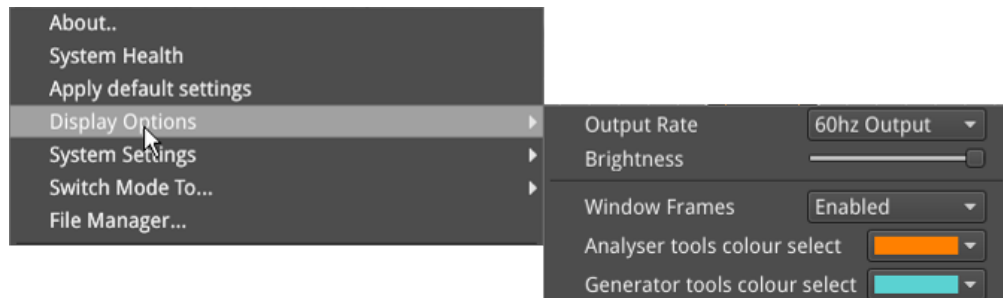 About..
System Health
Apply default settings
Display Options
System Settings
Switch Mode To...
File Manager...
Output Rate 60hz Output
Brightness
Window Frames Enabled
Analyser tools colour select
Generator tools colour select